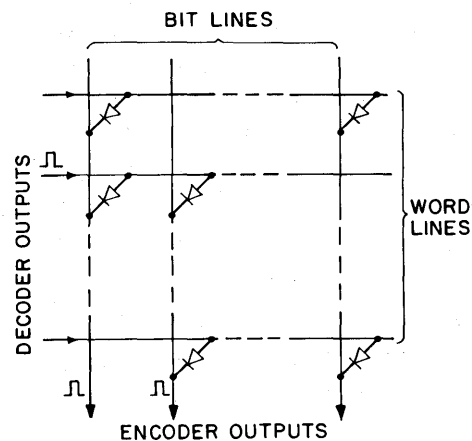 BIT LINES
DECODER OUTPUTS
WORD
LINES
ENCODER OUTPUTS